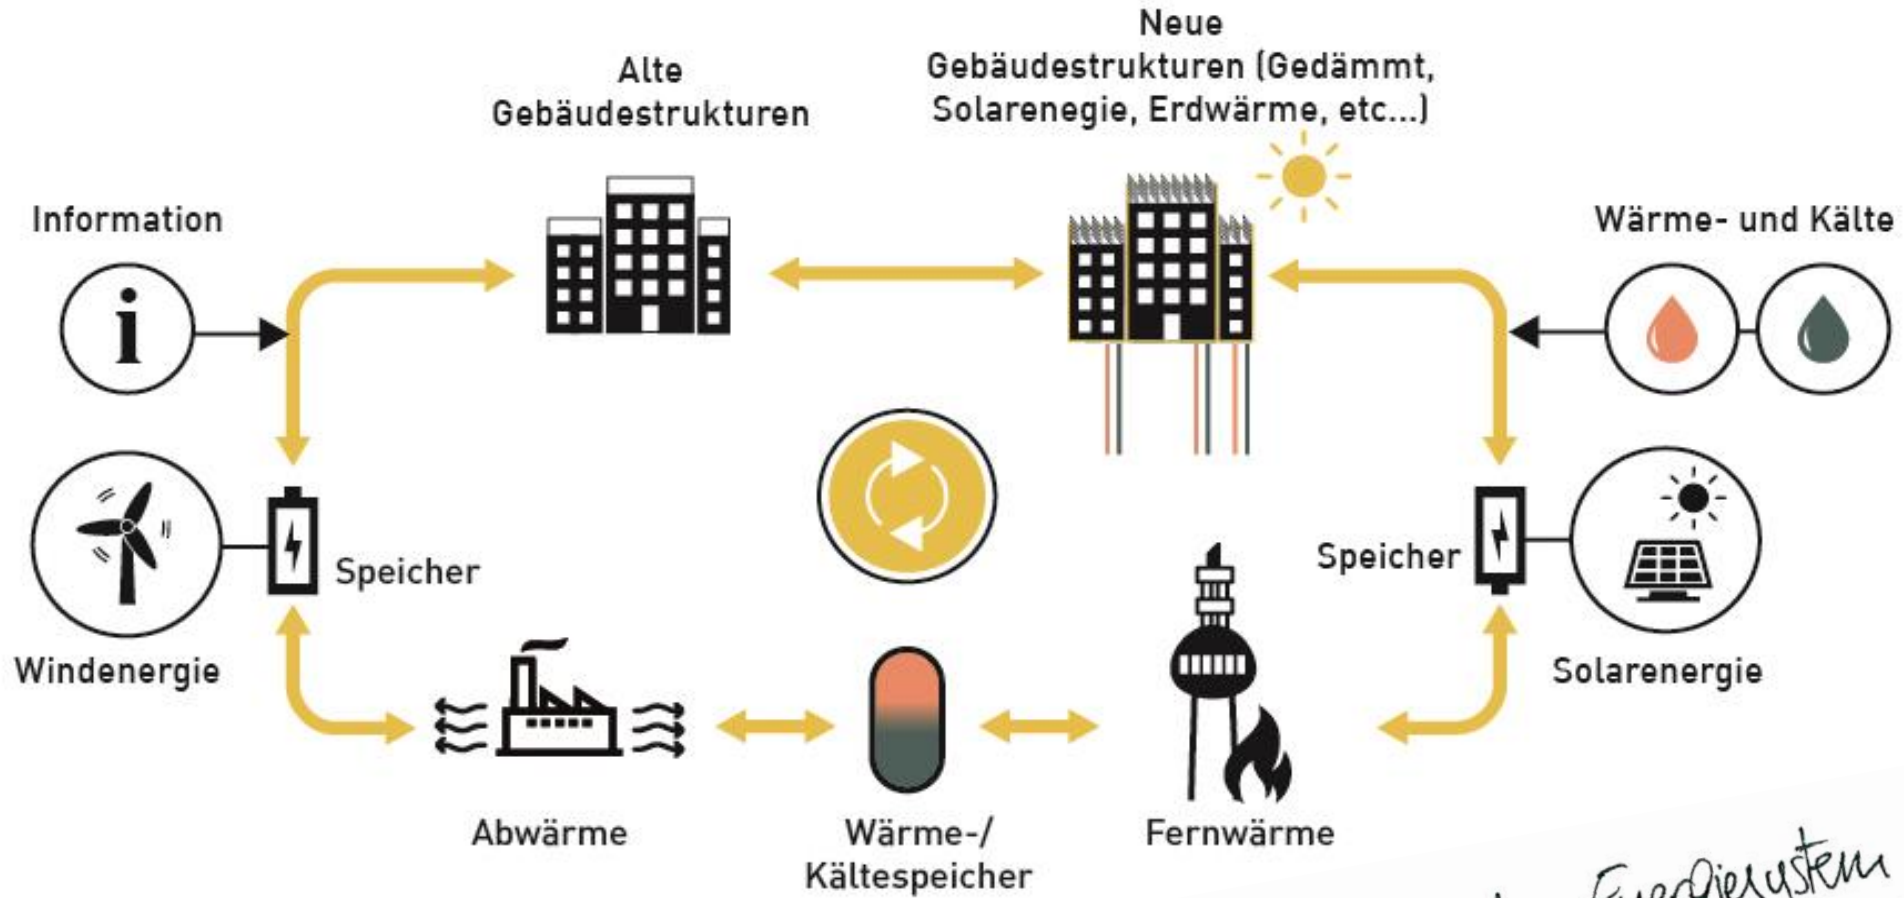 Neue
Gebäudestrukturen (Gedämmt,
Solarenegie, Erdwärme, etc...)
Alte
Gebäudestrukturen
Information
Wärme- und Kälte
i
Speicher
Speicher
Windenergie
Solarenergie
Abwärme
Wärme-/
Kältespeicher
Fernwärme
Energiesystem